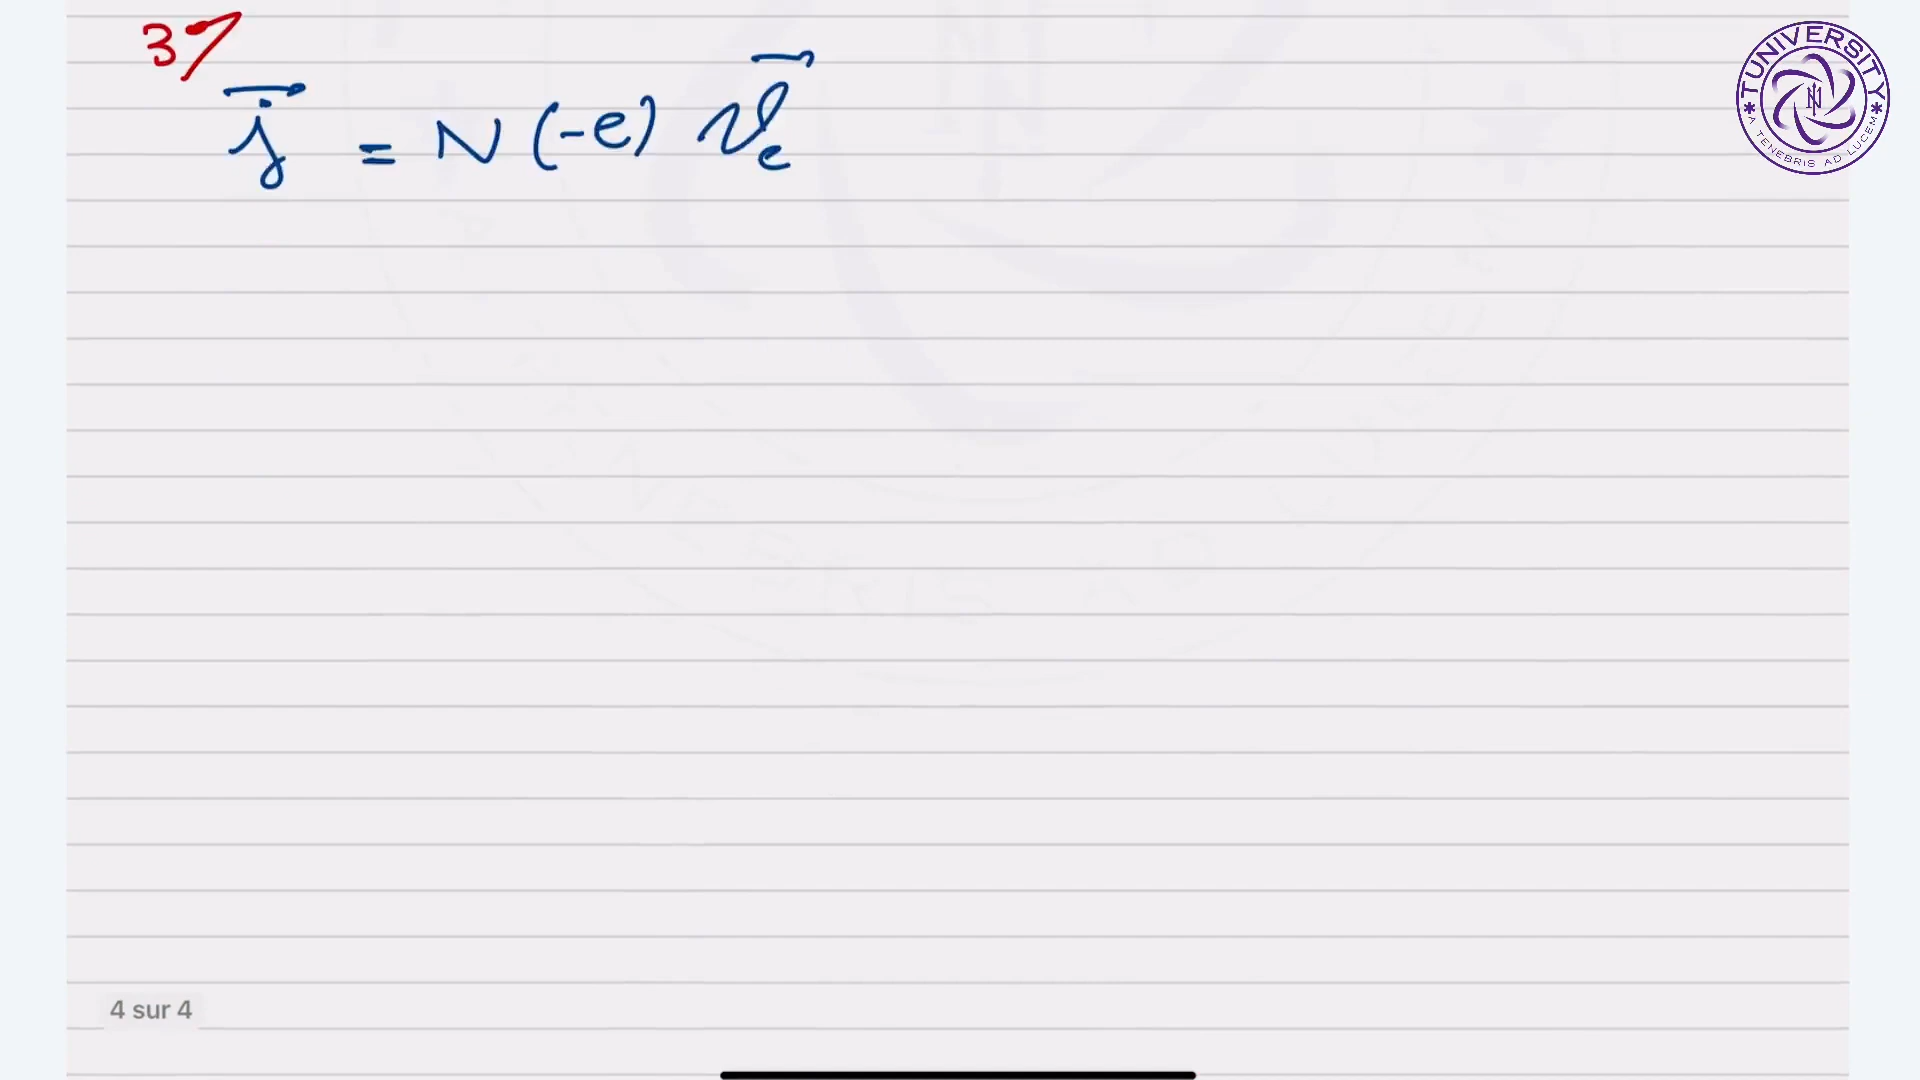 3/
j⃗ = N (-e) v⃗e
TUNIVERSITY
A TENEBRIS AD LUCEM
4 sur 4